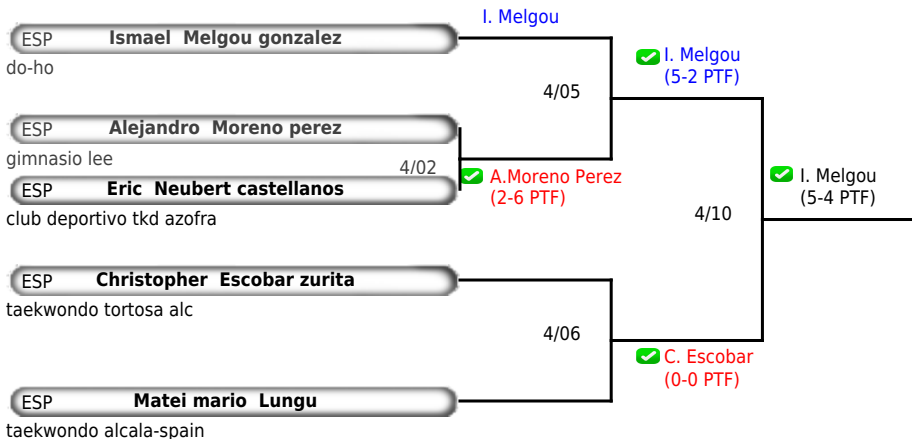 I. Melgou
ESP Ismael Melgou gonzalez
do-ho
I. Melgou
(5-2 PTF)
4/05
ESP Alejandro Moreno perez
gimnasio lee
4/02
A.Moreno Perez
(2-6 PTF)
ESP Eric Neubert castellanos
club deportivo tkd azofra
I. Melgou
(5-4 PTF)
4/10
ESP Christopher Escobar zurita
taekwondo tortosa alc
4/06
C. Escobar
(0-0 PTF)
ESP Matei mario Lungu
taekwondo alcala-spain